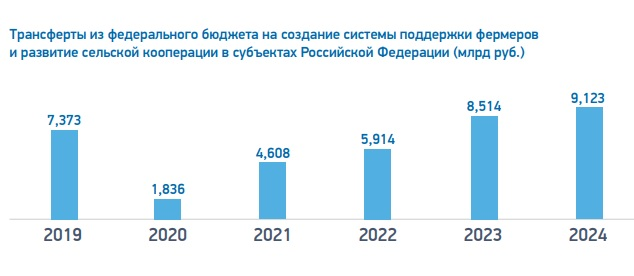 Трансферты из федерального бюджета на создание системы поддержки фермеров
и развитие сельской кооперации в субъектах Российской Федерации (млрд руб.)
7,373
1,836
4,608
5,914
8,514
9,123
2019 2020 2021 2022 2023 2024